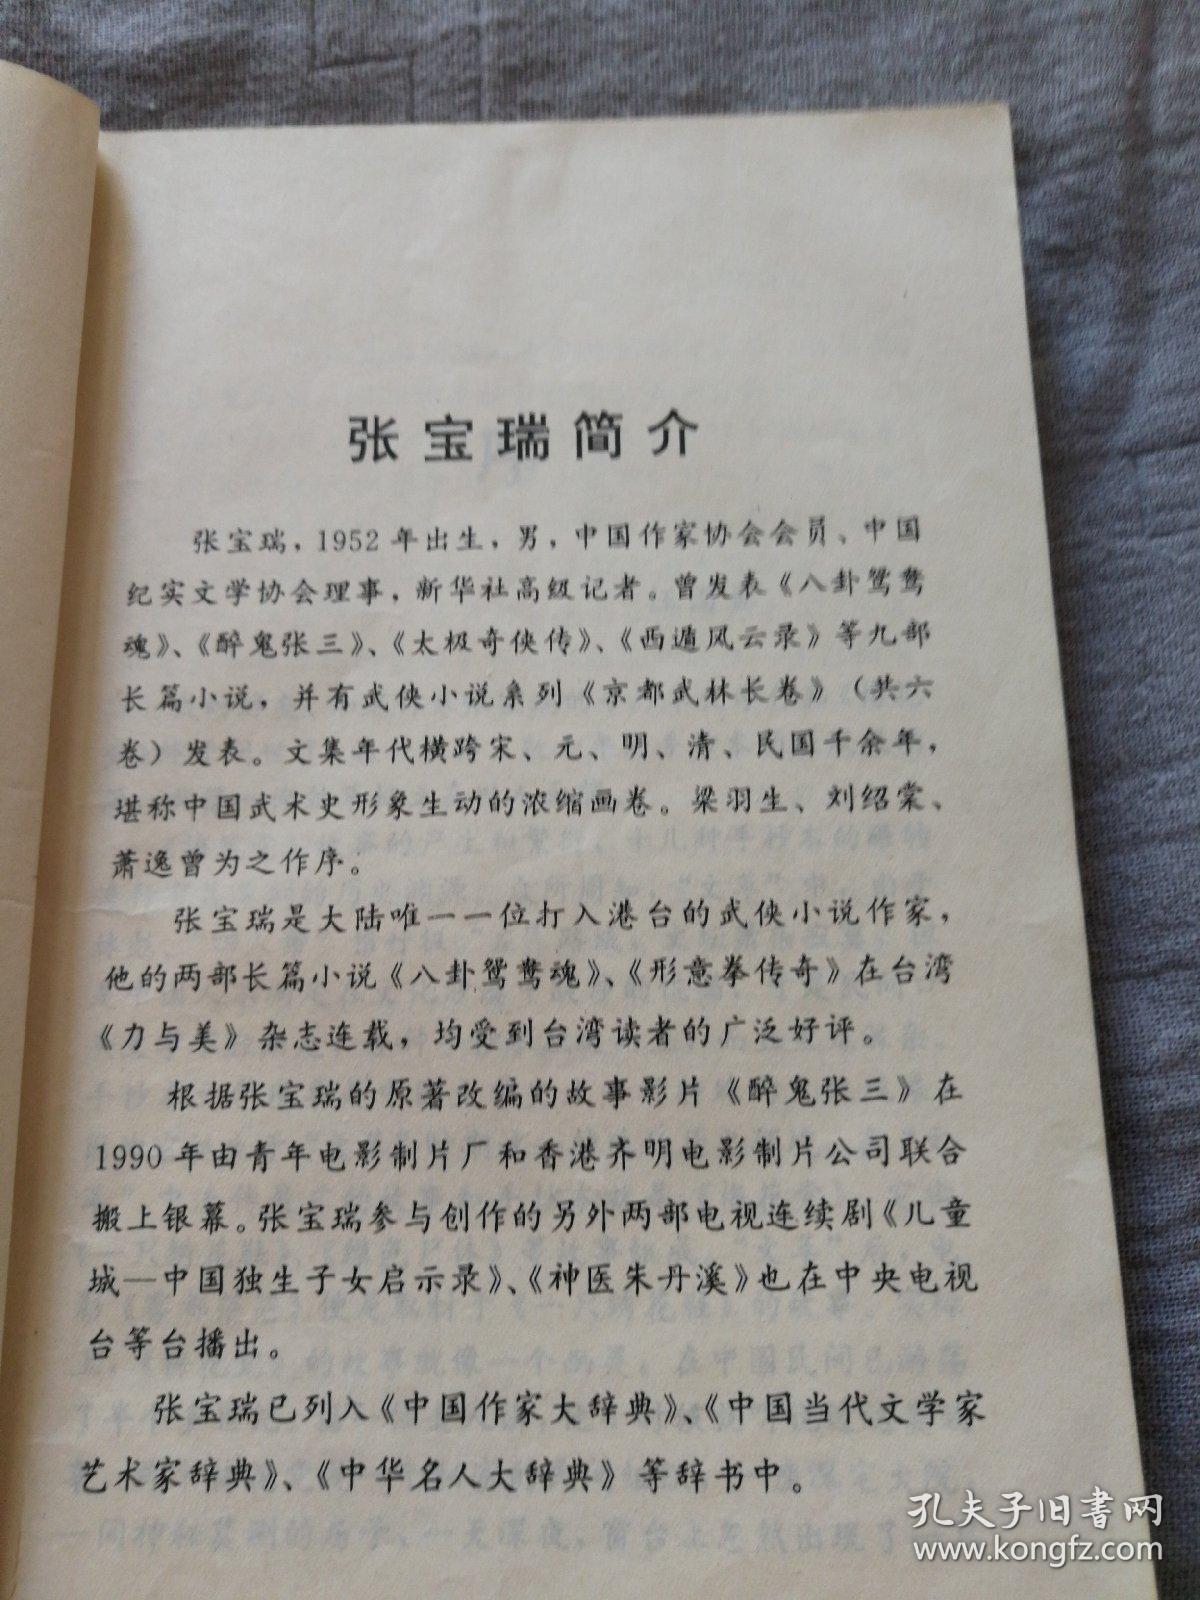 张宝瑞简介
张宝瑞，1952年出生，男，中国作家协会会员、中国
纪实文学协会理事，新华社高级记者。曾发表《八卦鸳鸯
魂》、《醉鬼张三》、《太极奇侠传》、《西遁风云录》等九部
长篇小说，并有武侠小说系列《京都武林长卷》（共六
卷）发表。文集年代横跨宋、元、明、清、民国千余年，
堪称中国武术史形象生动的浓缩画卷。梁羽生、刘绍棠、
萧逸曾为之作序。
张宝瑞是大陆唯一一位打入港台的武侠小说作家，
他的两部长篇小说《八卦鸳鸯魂》、《形意拳传奇》在台湾
《力与美》杂志连载，均受到台湾读者的广泛好评。
根据张宝瑞的原著改编的故事影片《醉鬼张三》在
1990年由青年电影制片厂和香港齐明电影制片公司联合
搬上银幕。张宝瑞参与创作的另外两部电视连续剧《儿童
城—中国独生子女启示录》、《神医朱丹溪》也在中央电视
台等台播出。
张宝瑞已列入《中国作家大辞典》、《中国当代文学家
艺术家辞典》、《中华名人大辞典》等辞书中。
孔夫子旧书网
www.kongfz.com